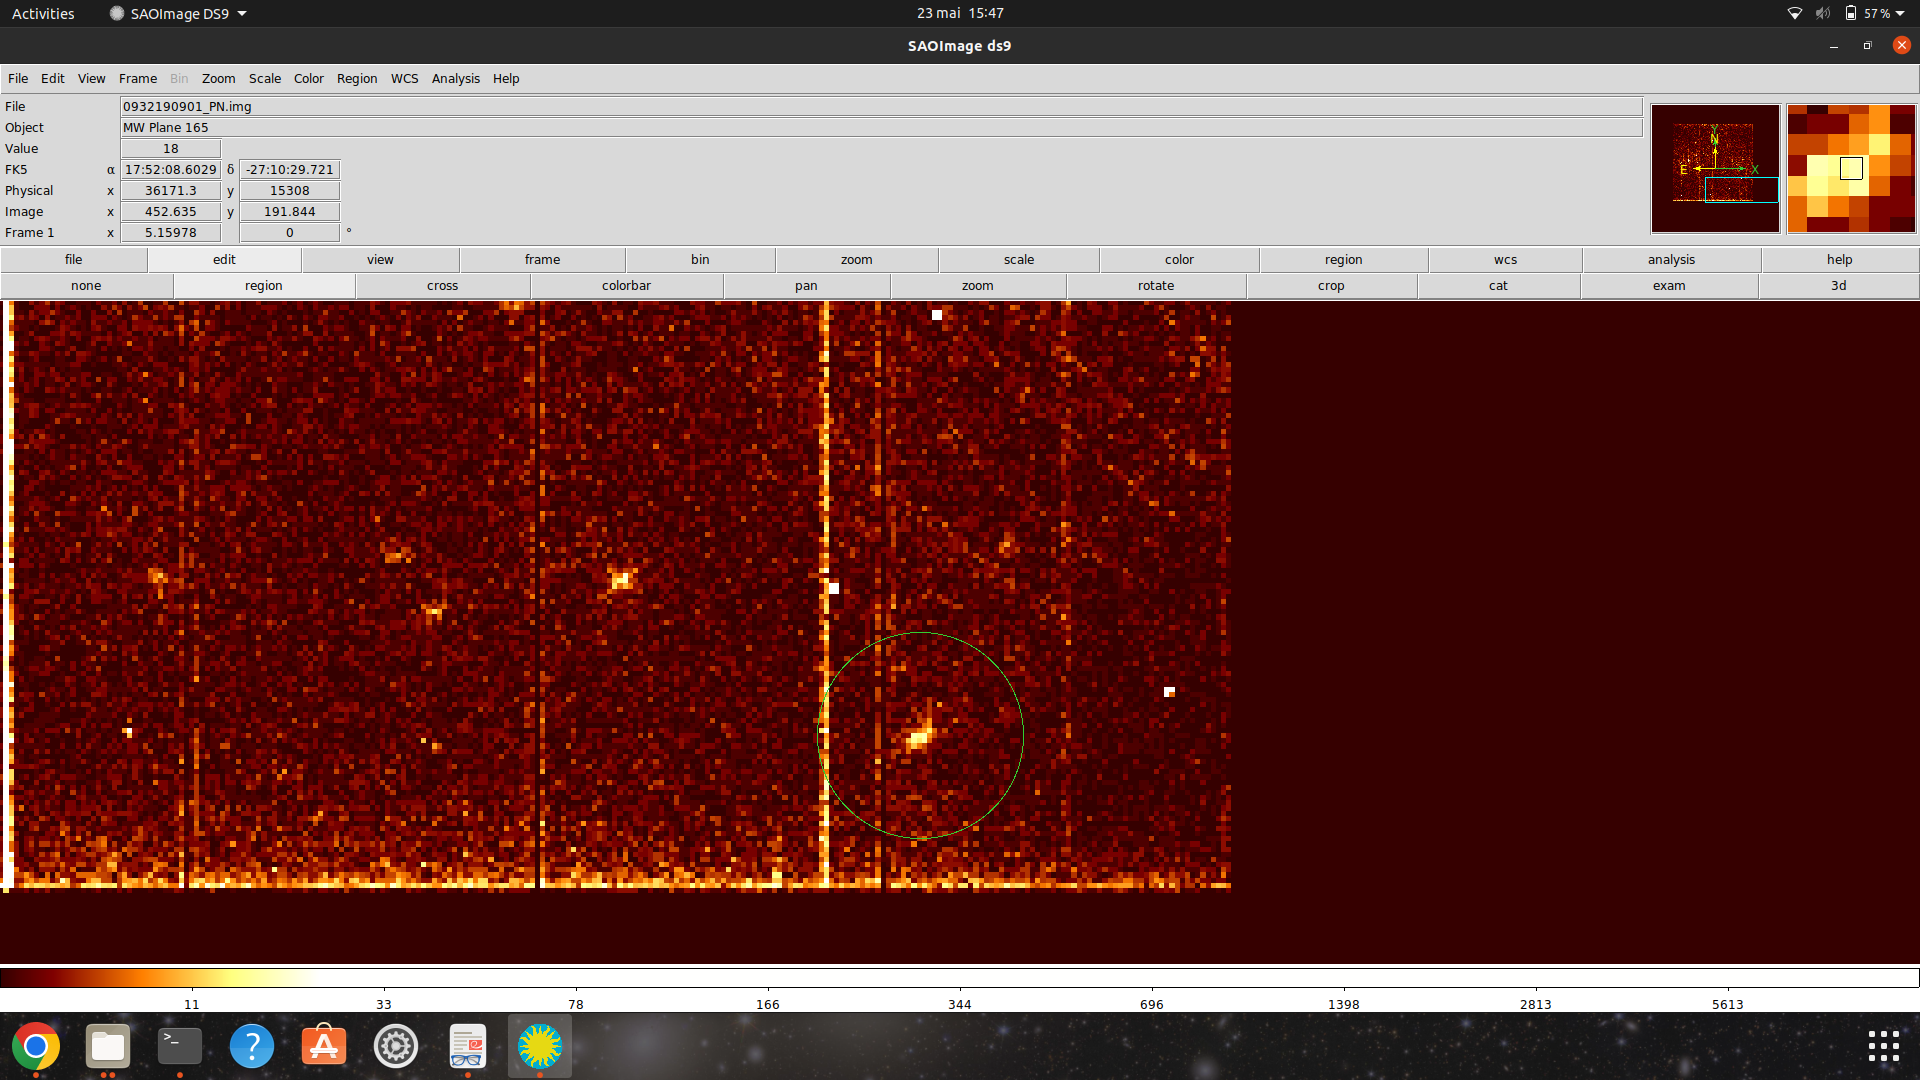 Activities SAOImage DS9 23 mai 15:47 57 %
SAOImage ds9
File Edit View Frame Bin Zoom Scale Color Region WCS Analysis Help
File 0932190901_PN.img
Object MW Plane 165
Value 18
FK5 α 17:52:08.6029 δ -27:10:29.721
Physical x 36171.3 y 15308
Image x 452.635 y 191.844
Frame 1 x 5.15978 0 °
Y
N
E X
file edit view frame bin zoom scale color region wcs analysis help
none region cross colorbar pan zoom rotate crop cat exam 3d
11 33 78 166 344 696 1398 2813 5613
>_ ? A